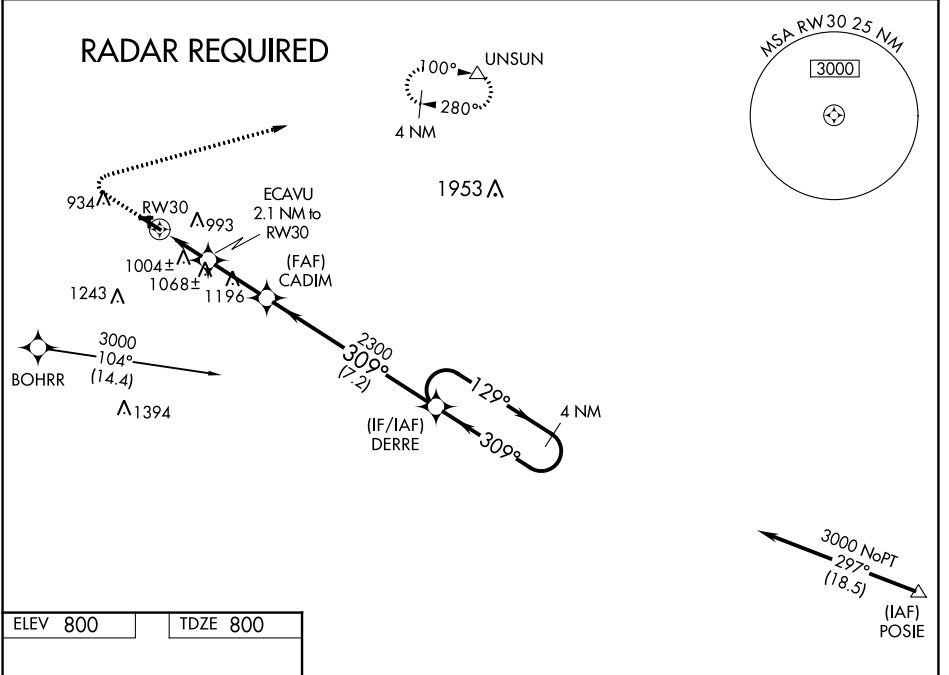 RADAR REQUIRED
MSA RW30 25 NM
3000
UNSUN
100°
280°
4 NM
1953
934
RW30
993
ECAVU
2.1 NM to
RW30
1004±
1068±
1196
(FAF)
CADIM
1243
3000
104°
(14.4)
BOHRR
1394
2300
309°
(7.2)
129°
4 NM
309°
(IF/IAF)
DERRE
3000 NoPT
297°
(18.5)
(IAF)
POSIE
ELEV 800
TDZE 800